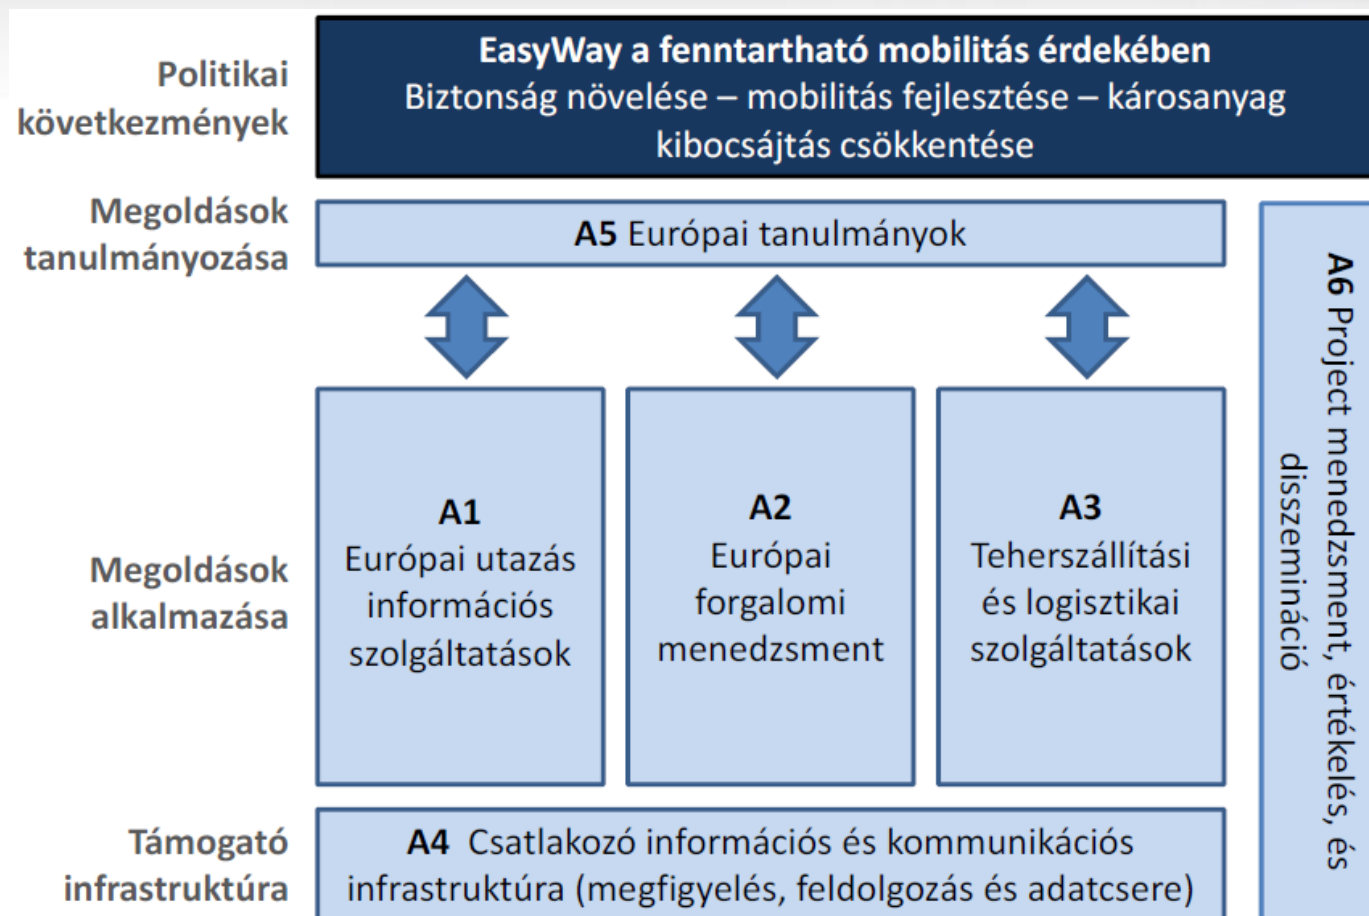 Politikai
következmények
EasyWay a fenntartható mobilitás érdekében
Biztonság növelése – mobilitás fejlesztése – károsanyag
kibocsájtás csökkentése
Megoldások
tanulmányozása
A5 Európai tanulmányok
Megoldások
alkalmazása
A1
Európai utazás
információs
szolgáltatások
A2
Európai
forgalomi
menedzsment
A3
Teherszállítási
és logisztikai
szolgáltatások
Támogató
infrastruktúra
A4 Csatlakozó információs és kommunikációs
infrastruktúra (megfigyelés, feldolgozás és adatcsere)
A6 Project menedzsment, értékelés, és
disszemináció